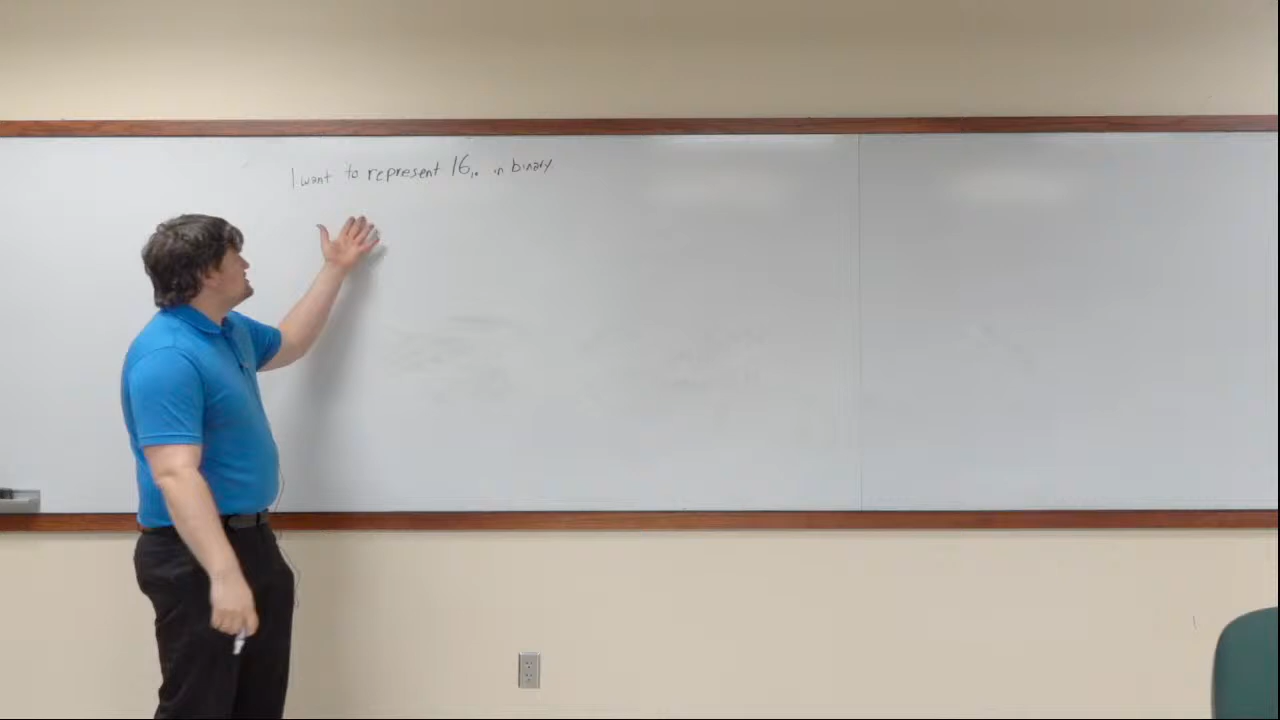 I want to represent 16₁₀ in binary